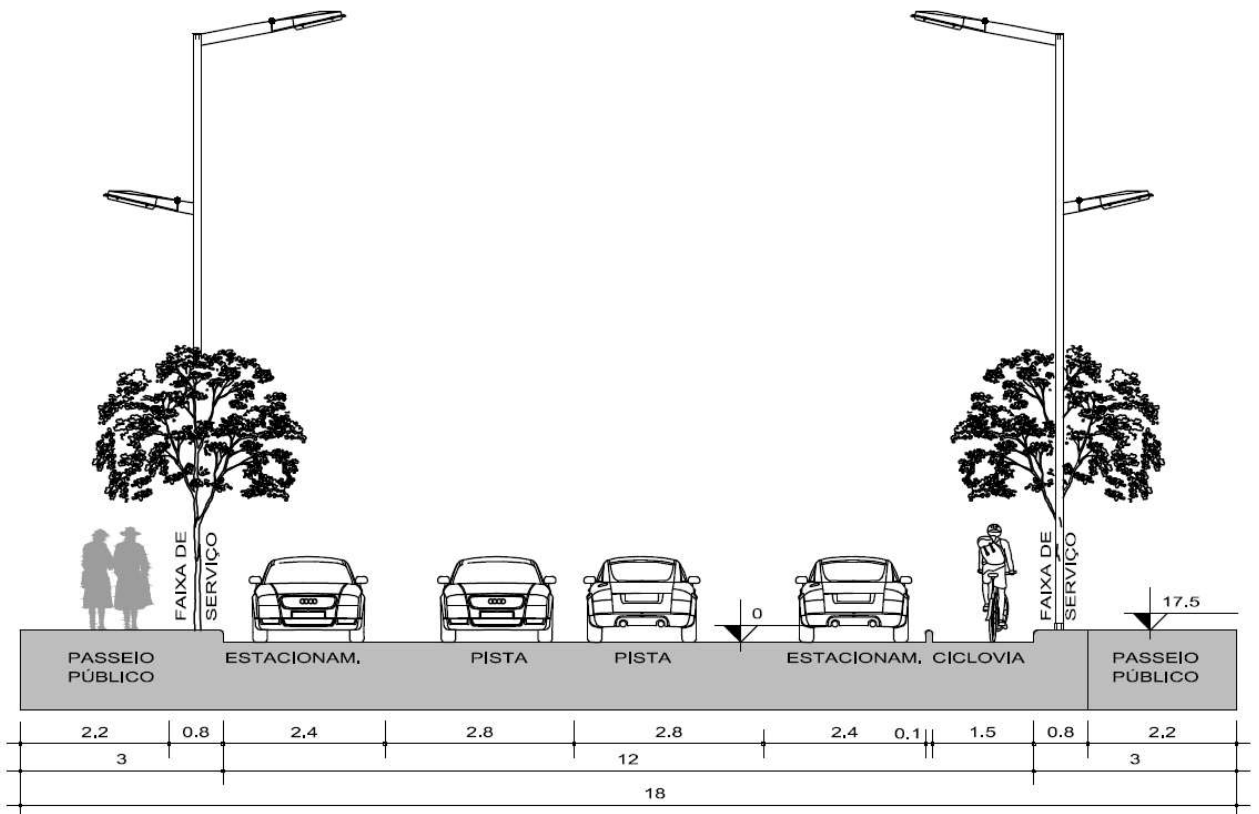 FAIXA DE
SERVIÇO
FAIXA DE
SERVIÇO
0
17.5
PASSEIO
PÚBLICO
ESTACIONAM.
PISTA
PISTA
ESTACIONAM.
CICLOVIA
PASSEIO
PÚBLICO
2.2
0.8
2.4
2.8
2.8
2.4
0.1
1.5
0.8
2.2
3
12
3
18